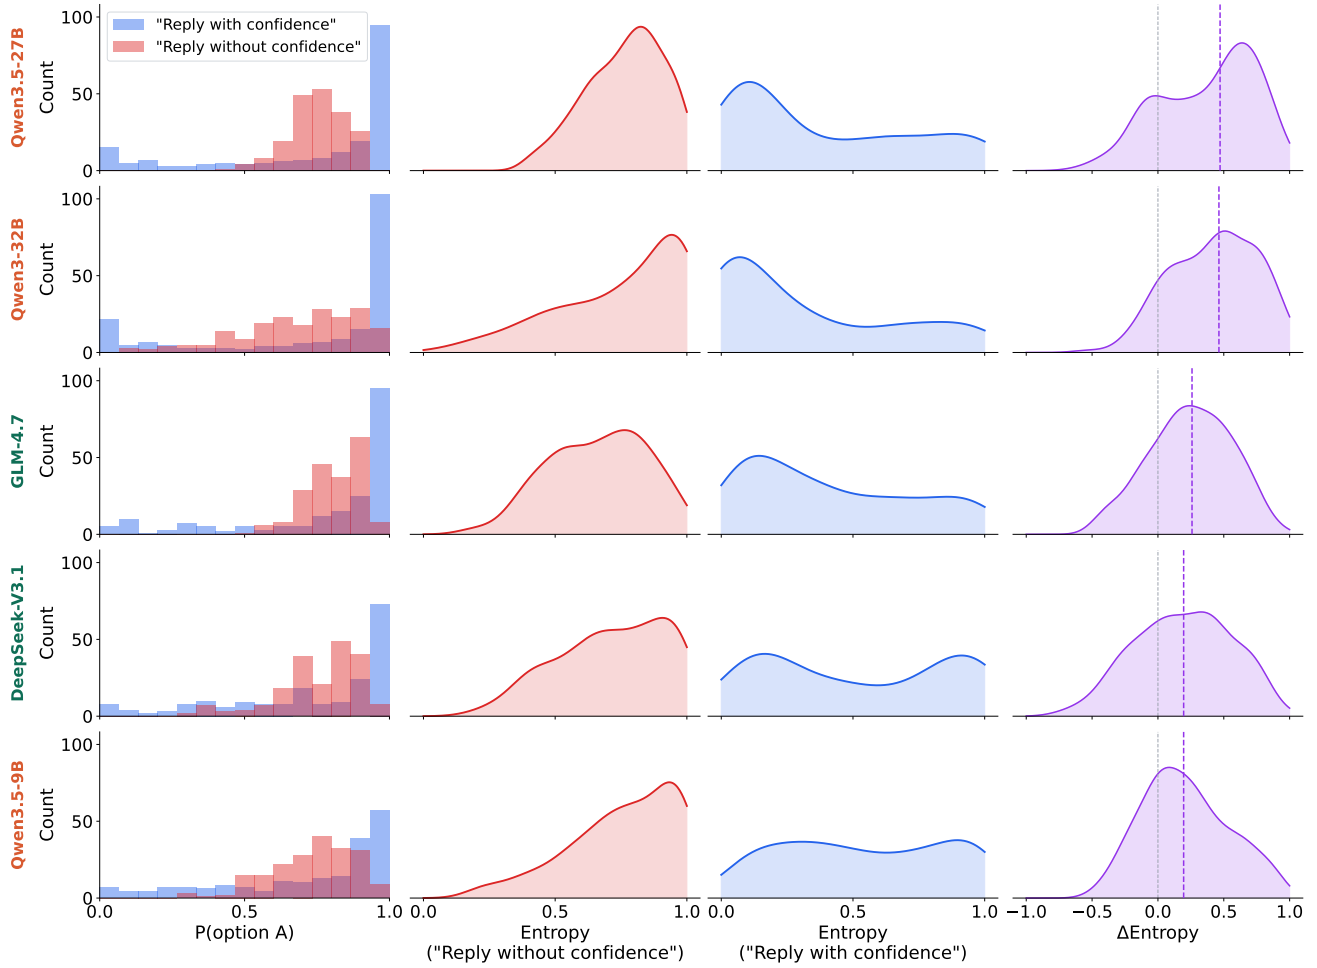 Qwen3.5-27B
Count
100
50
0
"Reply with confidence"
"Reply without confidence"
Qwen3-32B
Count
100
50
0
GLM-4.7
Count
100
50
0
DeepSeek-V3.1
Count
100
50
0
Qwen3.5-9B
Count
100
50
0
0.0 0.5 1.0
P(option A)
0.0 0.5 1.0
Entropy
("Reply without confidence")
0.0 0.5 1.0
Entropy
("Reply with confidence")
−1.0 −0.5 0.0 0.5 1.0
ΔEntropy